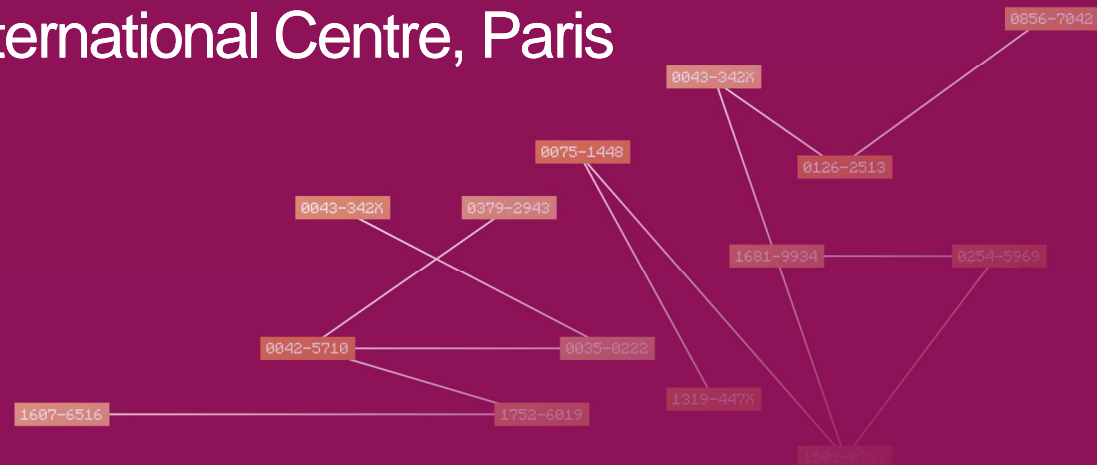 ternational Centre, Paris
0856-7042
0043-342X
0075-1448
0126-2513
0043-342X
0379-2943
1681-9934
0254-5969
0042-5710
0035-0222
1319-447X
1607-6516
1752-6019